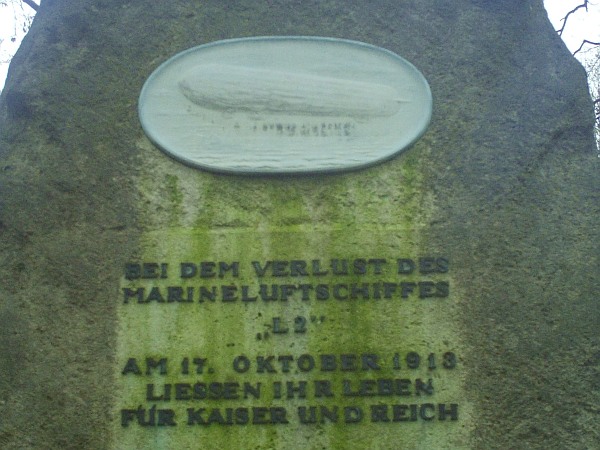 BEI DEM VERLUST DES
MARINELUFTSCHIFFES
„L 2"
AM 17. OKTOBER 1913
LIESSEN IHR LEBEN
FÜR KAISER UND REICH